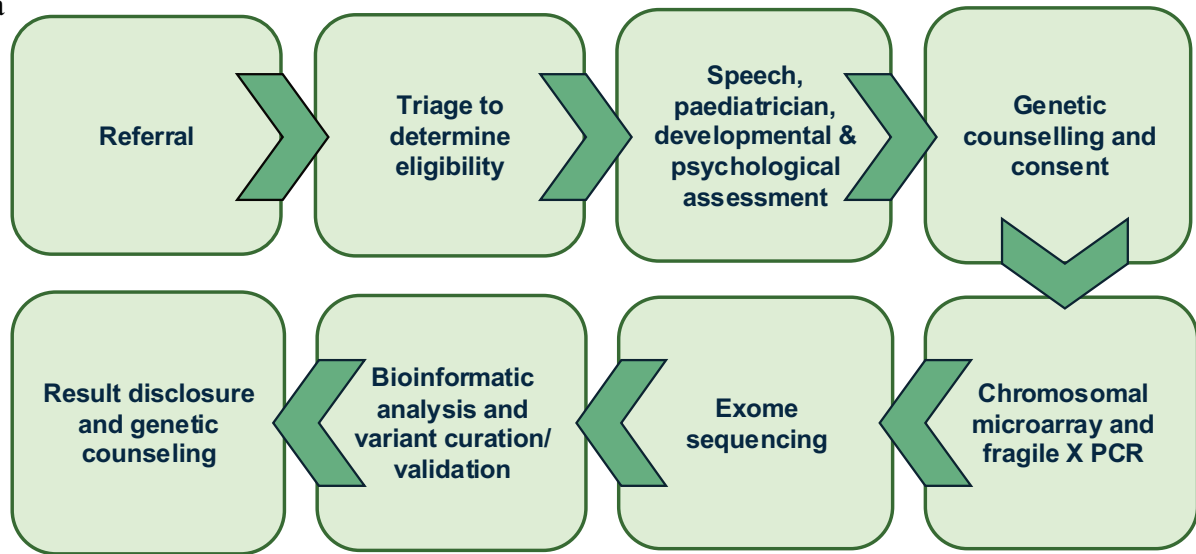 a
Referral
Triage to
determine
eligibility
Speech,
paediatrician,
developmental &
psychological
assessment
Genetic
counselling and
consent
Result disclosure
and genetic
counseling
Bioinformatic
analysis and
variant curation/
validation
Exome
sequencing
Chromosomal
microarray and
fragile X PCR